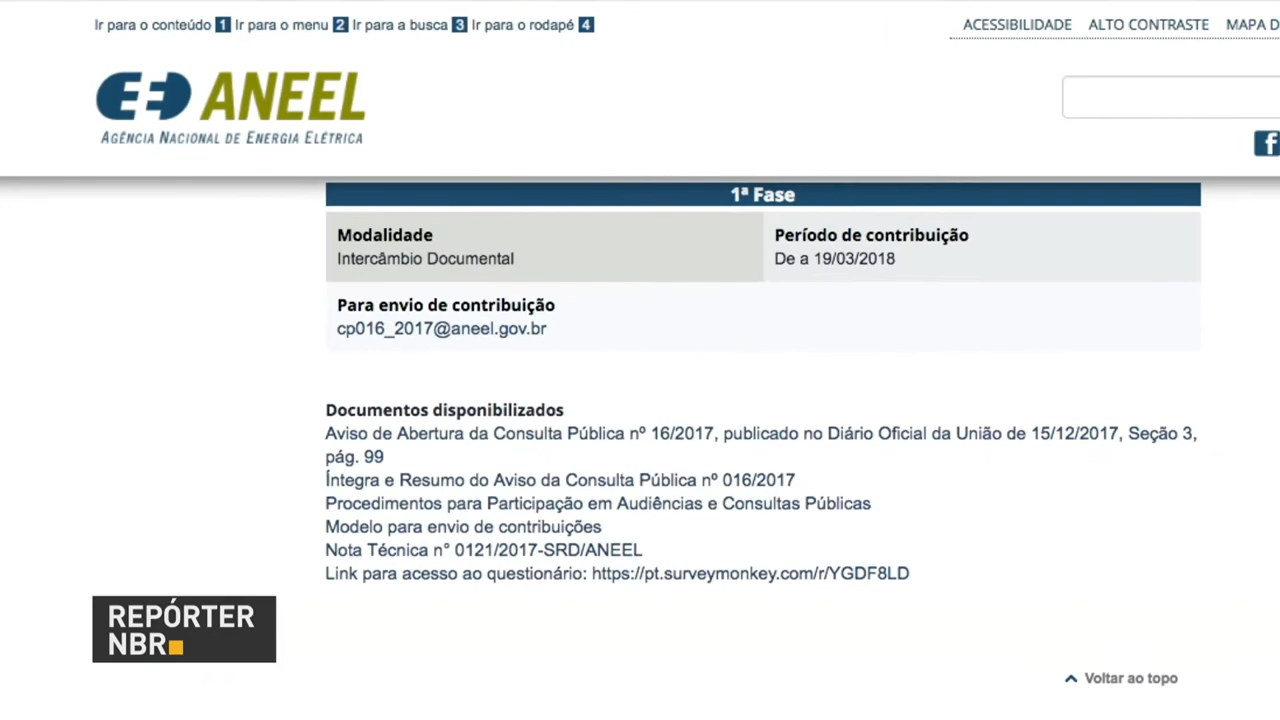 Ir para o conteúdo 1 Ir para o menu 2 Ir para a busca 3 Ir para o rodapé 4
ACESSIBILIDADE ALTO CONTRASTE MAPA D
ANEEL
AGÊNCIA NACIONAL DE ENERGIA ELÉTRICA
f
1ª Fase
Modalidade
Intercâmbio Documental
Período de contribuição
De a 19/03/2018
Para envio de contribuição
cp016_2017@aneel.gov.br
Documentos disponibilizados
Aviso de Abertura da Consulta Pública nº 16/2017, publicado no Diário Oficial da União de 15/12/2017, Seção 3,
pág. 99
Íntegra e Resumo do Aviso da Consulta Pública nº 016/2017
Procedimentos para Participação em Audiências e Consultas Públicas
Modelo para envio de contribuições
Nota Técnica n° 0121/2017-SRD/ANEEL
Link para acesso ao questionário: https://pt.surveymonkey.com/r/YGDF8LD
REPÓRTER
NBR
Voltar ao topo